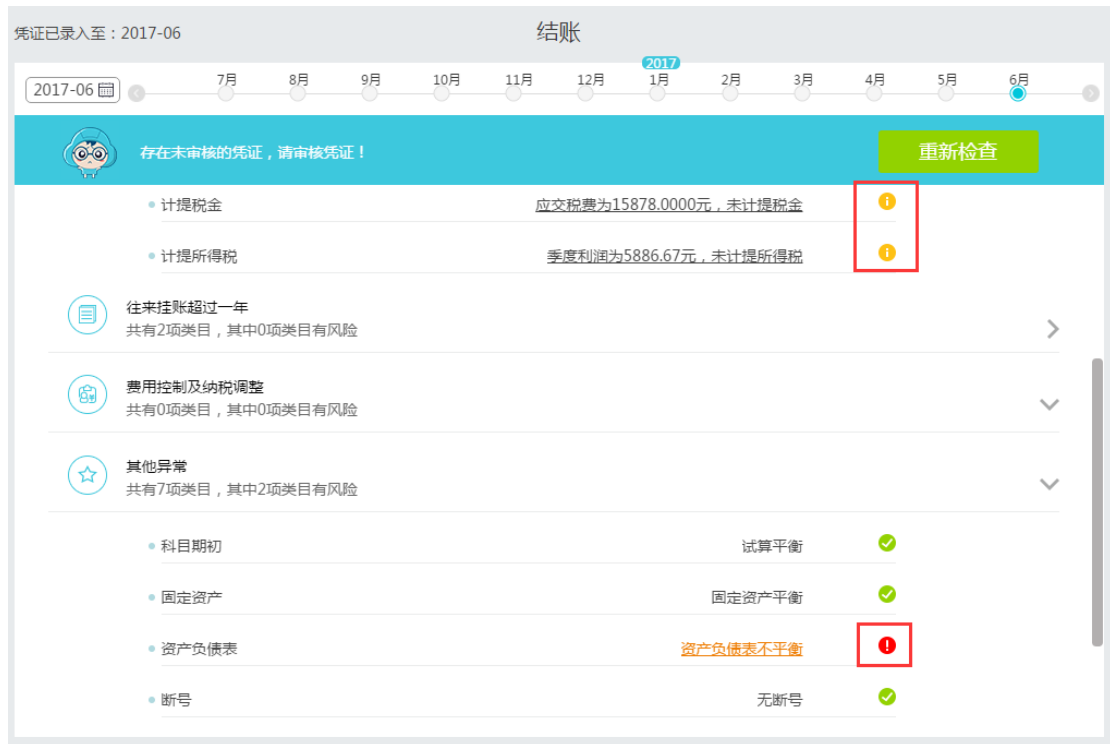 凭证已录入至：2017-06
结账
2017
2017-06
7月 8月 9月 10月 11月 12月 1月 2月 3月 4月 5月 6月
存在未审核的凭证，请审核凭证！
重新检查
计提税金 应交税费为15878.0000元，未计提税金
计提所得税 季度利润为5886.67元，未计提所得税
往来挂账超过一年
共有2项类目，其中0项类目有风险
费用控制及纳税调整
共有0项类目，其中0项类目有风险
其他异常
共有7项类目，其中2项类目有风险
科目期初 试算平衡
固定资产 固定资产平衡
资产负债表 资产负债表不平衡
断号 无断号